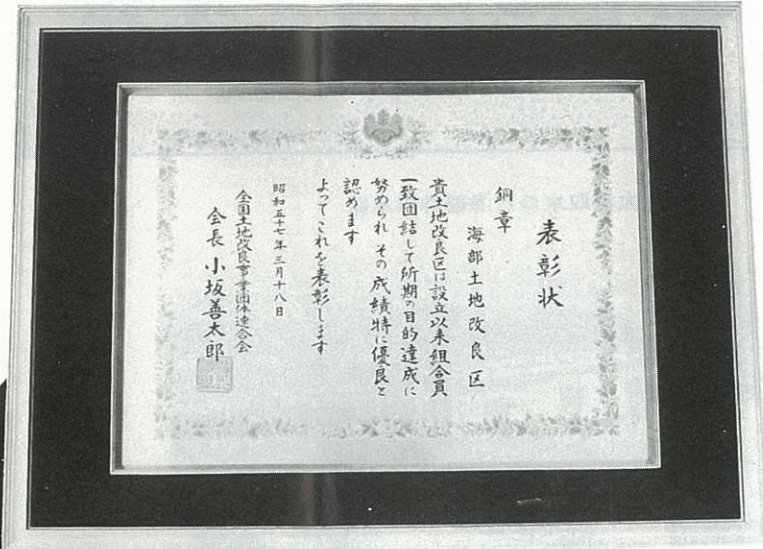 表彰状
銅章
海部土地改良区
貴土地改良区は設立以来組合員
一致団結して所期の目的達成に
努められ その成績特に優良と
認めます
よってこれを表彰します
昭和五十七年三月十八日
全国土地改良事業団体連合会
会長 小坂善太郎